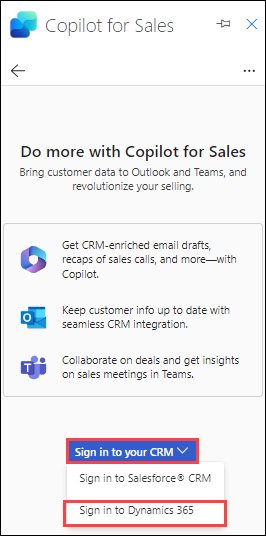 Copilot for Sales
Do more with Copilot for Sales
Bring customer data to Outlook and Teams, and
revolutionize your selling.
Get CRM-enriched email drafts,
recaps of sales calls, and more—with
Copilot.
Keep customer info up to date with
seamless CRM integration.
Collaborate on deals and get insights
on sales meetings in Teams.
Sign in to your CRM
Sign in to Salesforce® CRM
Sign in to Dynamics 365